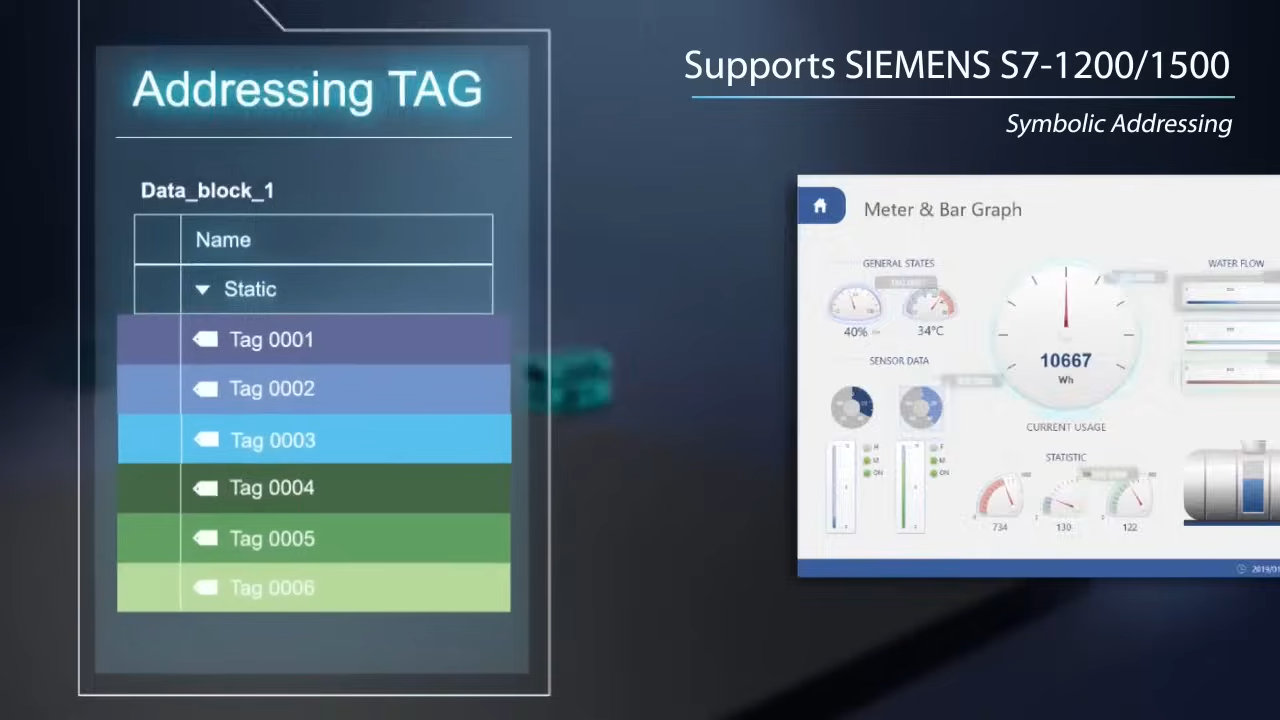 Addressing TAG
Data_block_1
Name
Static
Tag 0001
Tag 0002
Tag 0003
Tag 0004
Tag 0005
Tag 0006
Supports SIEMENS S7-1200/1500
Symbolic Addressing
Meter & Bar Graph
GENERAL STATES
40%
34°C
SENSOR DATA
10667
Wh
CURRENT USAGE
STATISTIC
734
130
122
WATER FLOW
ON
ON